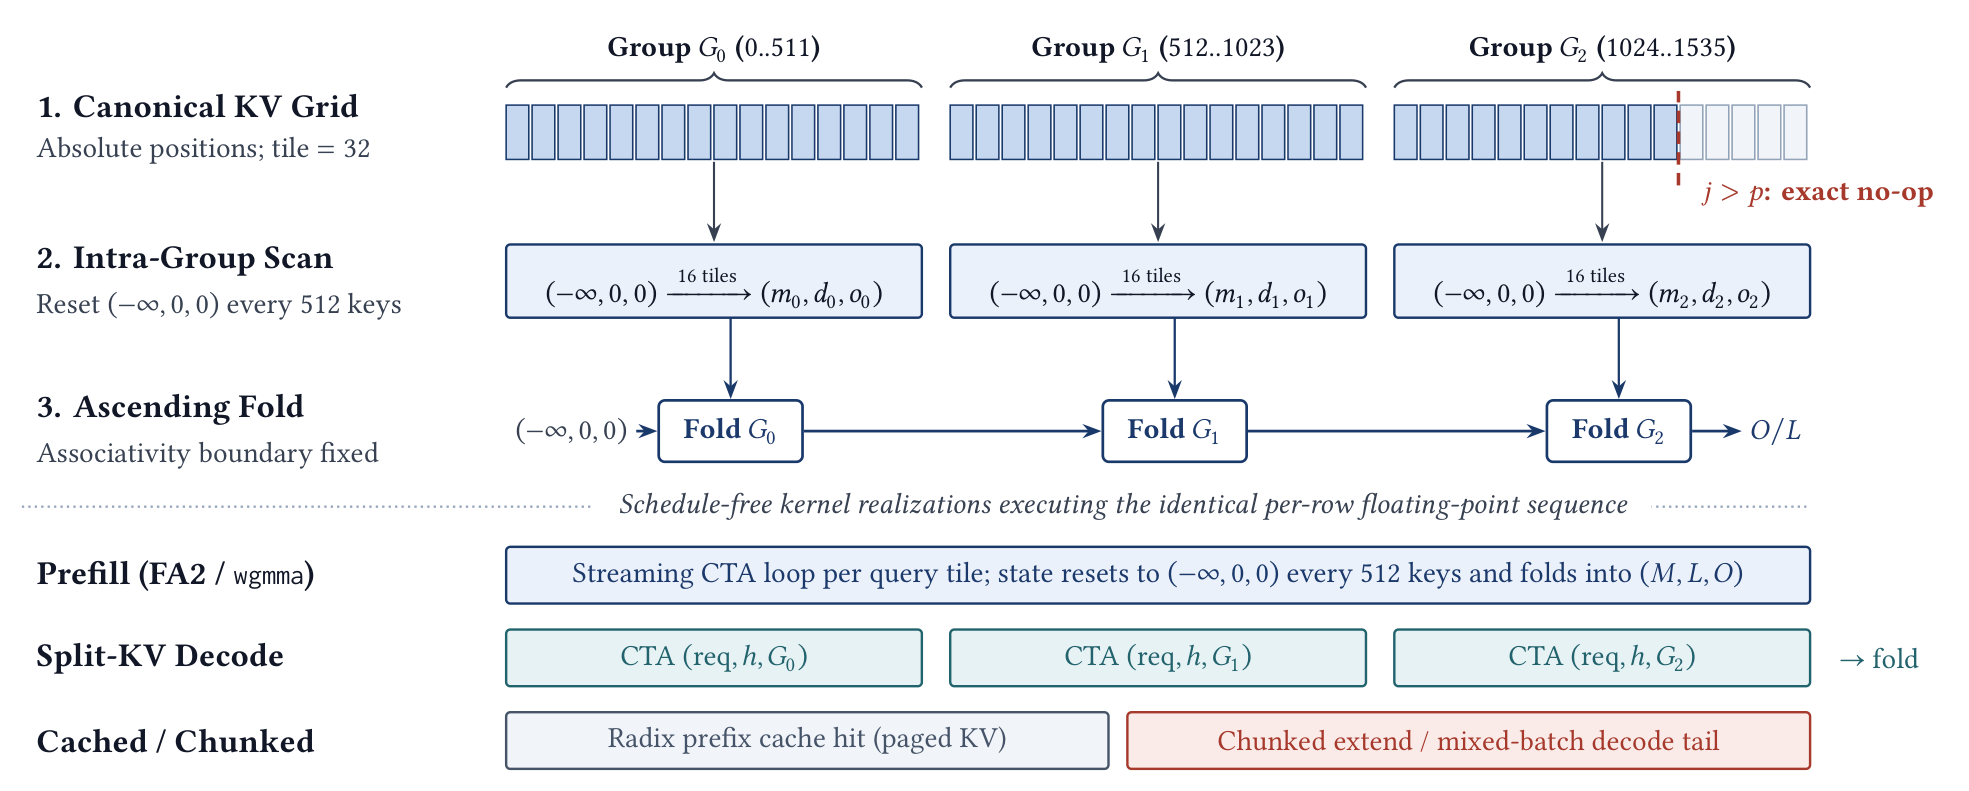 Group G₀ (0..511)
Group G₁ (512..1023)
Group G₂ (1024..1535)
1. Canonical KV Grid
Absolute positions; tile = 32
j > p: exact no-op
2. Intra-Group Scan
Reset (−∞, 0, 0) every 512 keys
16 tiles
(−∞, 0, 0) ⟶ (m₀, d₀, o₀)
16 tiles
(−∞, 0, 0) ⟶ (m₁, d₁, o₁)
16 tiles
(−∞, 0, 0) ⟶ (m₂, d₂, o₂)
3. Ascending Fold
Associativity boundary fixed
(−∞, 0, 0)
Fold G₀
Fold G₁
Fold G₂
O/L
Schedule-free kernel realizations executing the identical per-row floating-point sequence
Prefill (FA2 / wgmma)
Streaming CTA loop per query tile; state resets to (−∞, 0, 0) every 512 keys and folds into (M, L, O)
Split-KV Decode
CTA (req, h, G₀)
CTA (req, h, G₁)
CTA (req, h, G₂)
→ fold
Cached / Chunked
Radix prefix cache hit (paged KV)
Chunked extend / mixed-batch decode tail